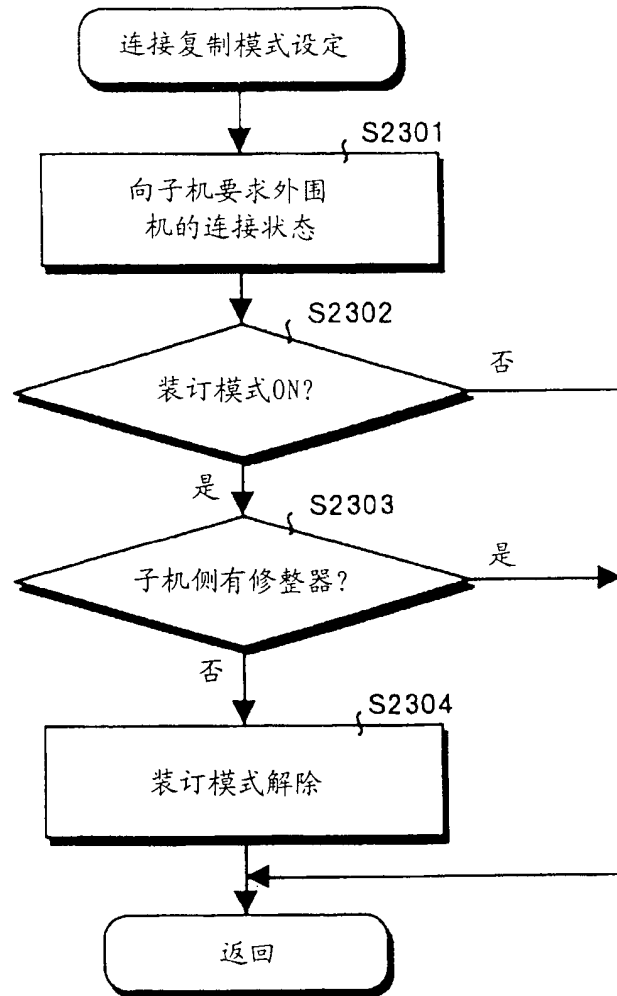 连接复制模式设定
S2301
向子机要求外围
机的连接状态
S2302
装订模式ON?
否
是
S2303
子机侧有修整器?
是
否
S2304
装订模式解除
返回